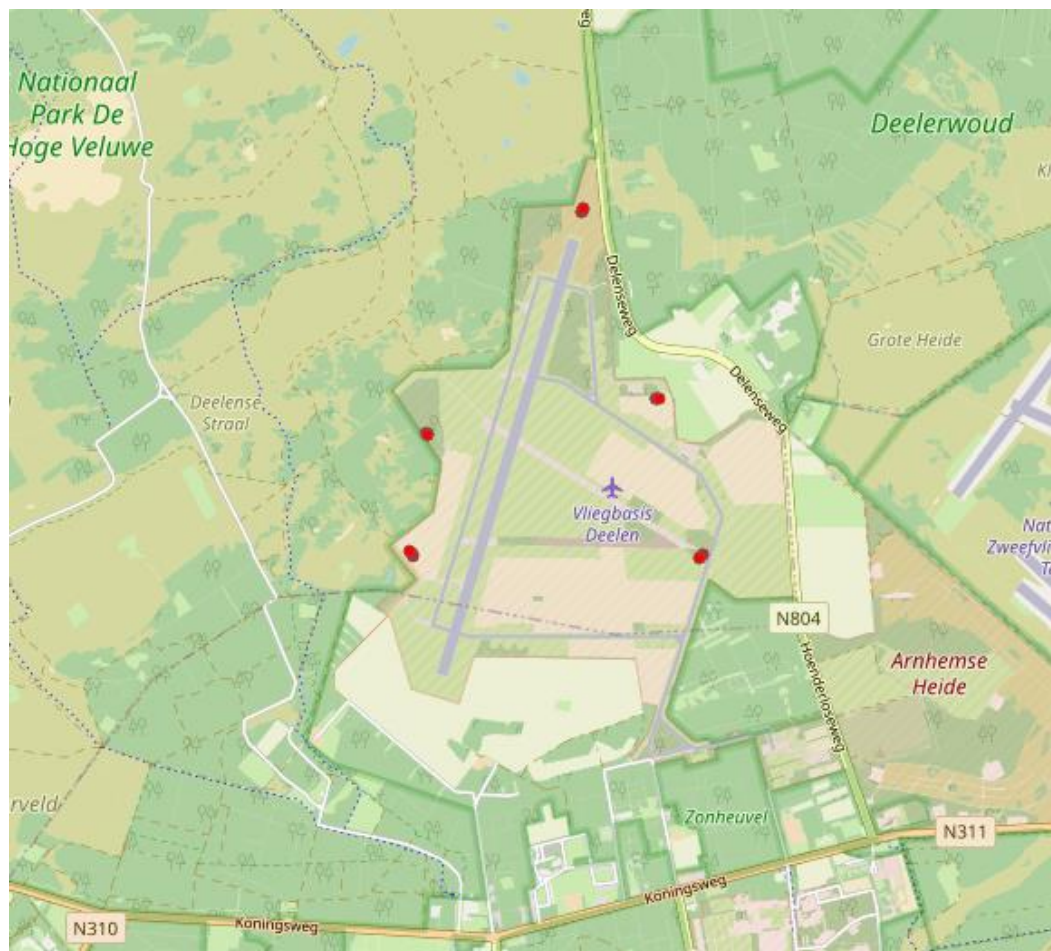 Nationaal
Park De
Hoge Veluwe
Deelerwoud
Delenseweg
Grote Heide
Delenseweg
Deelense
Straal
Vliegbasis
Deelen
N804
Arnhemse
Heide
Hoenderloseweg
Zonheuvel
N311
Koningsweg
N310
Koningsweg